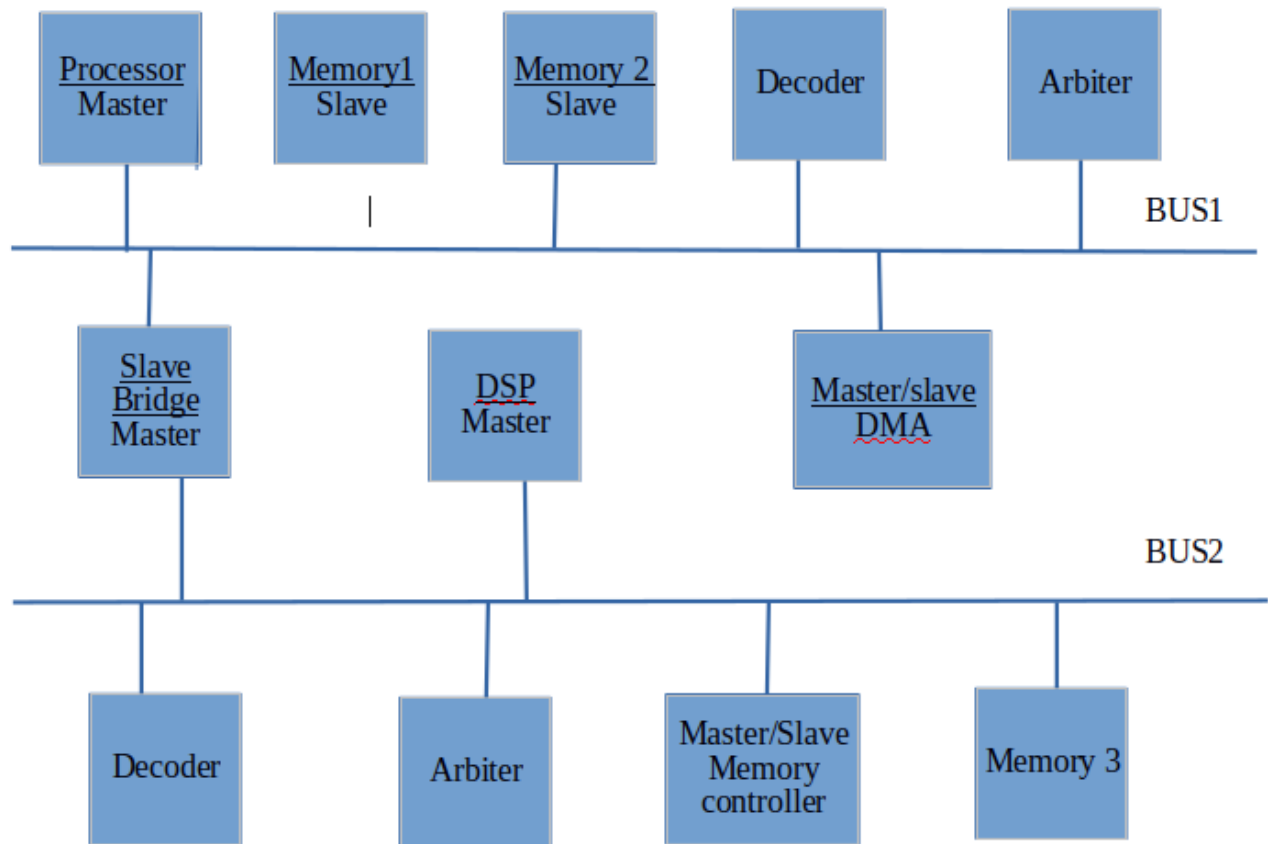 Processor
Master
Memory1
Slave
Memory 2
Slave
Decoder
Arbiter
BUS1
Slave
Bridge
Master
DSP
Master
Master/slave
DMA
BUS2
Decoder
Arbiter
Master/Slave
Memory
controller
Memory 3